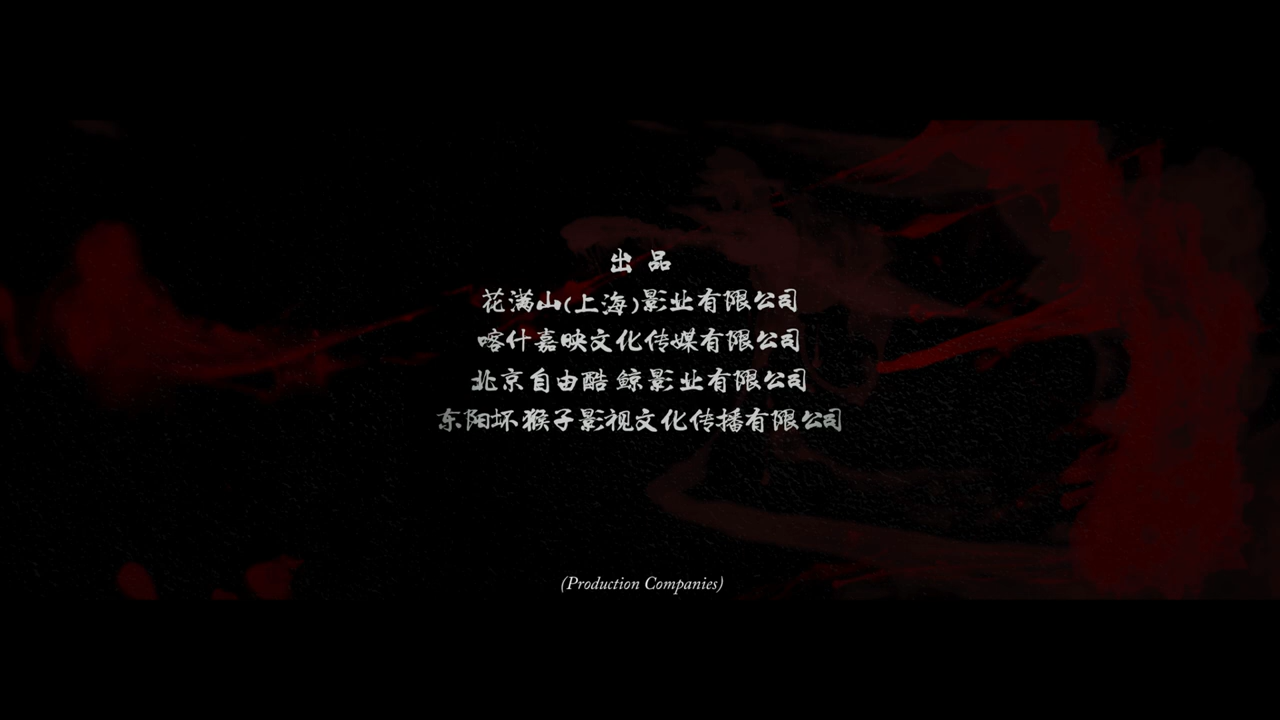 出 品
花满山(上海)影业有限公司
喀什嘉映文化传媒有限公司
北京自由酷鲸影业有限公司
东阳坏猴子影视文化传播有限公司
(Production Companies)